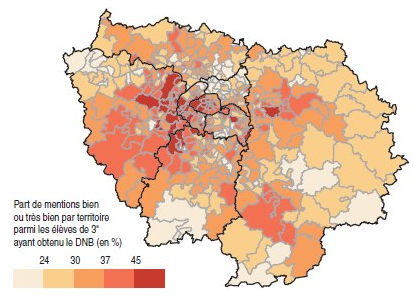 Part de mentions bien
ou très bien par territoire
parmi les élèves de 3e
ayant obtenu le DNB (en %)
24 30 37 45